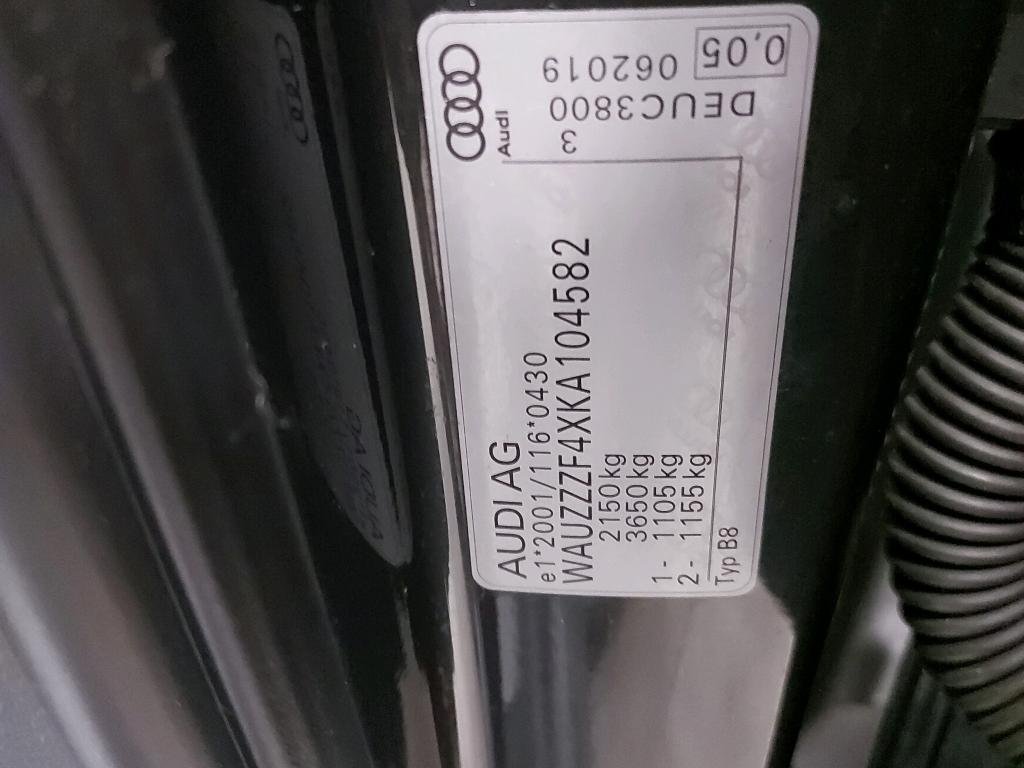 AUDI AG
e1*2001/116*0430
WAUZZZF4XKA104582
2150 kg
3650 kg
1- 1105 kg
2- 1155 kg
Typ B8
Audi
3
DEUC3800
062019
0.05